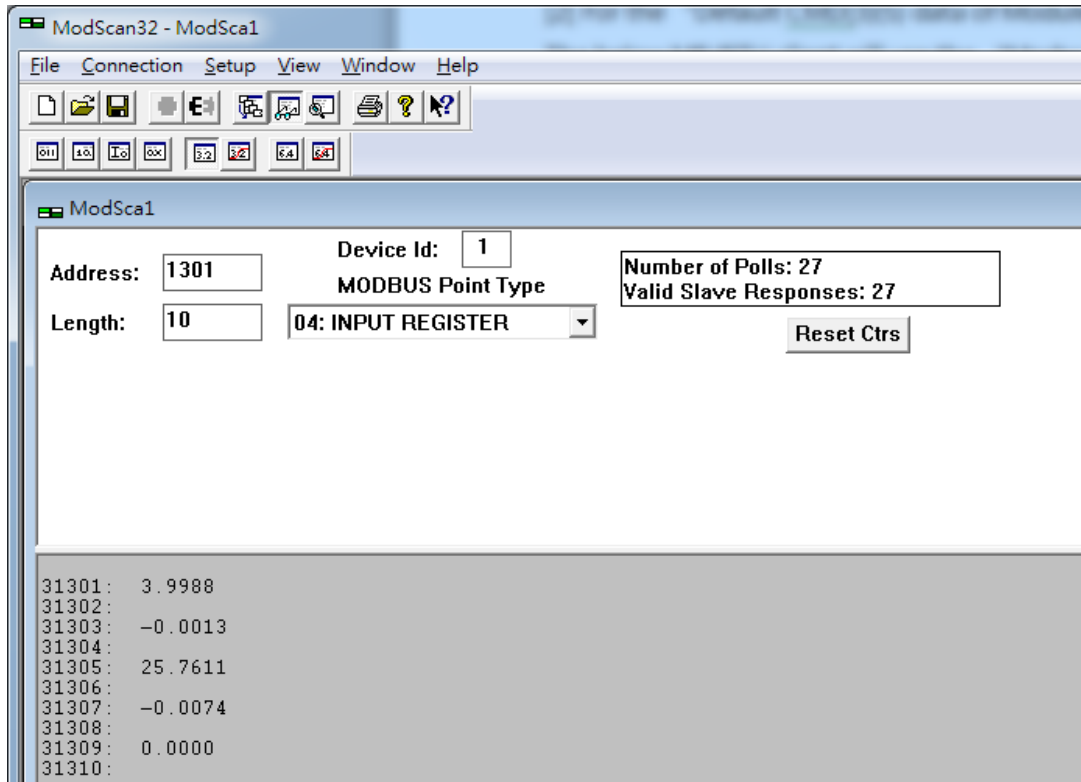 ModScan32 - ModSca1
File Connection Setup View Window Help
ModSca1
Address: 1301
Device Id: 1
MODBUS Point Type
Length: 10
04: INPUT REGISTER
Number of Polls: 27
Valid Slave Responses: 27
Reset Ctrs
31301: 3.9988
31302:
31303: -0.0013
31304:
31305: 25.7611
31306:
31307: -0.0074
31308:
31309: 0.0000
31310: